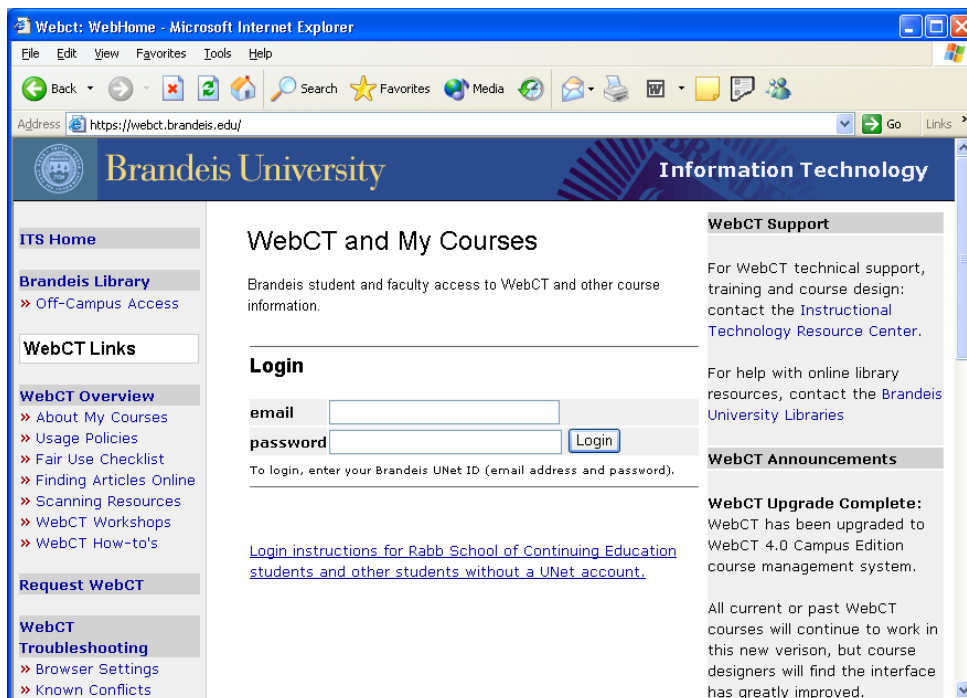 Webct: WebHome - Microsoft Internet Explorer
File Edit View Favorites Tools Help
Back Search Favorites Media
Address https://webct.brandeis.edu/ Go Links
Brandeis University
Information Technology
ITS Home
Brandeis Library
» Off-Campus Access
WebCT Links
WebCT Overview
» About My Courses
» Usage Policies
» Fair Use Checklist
» Finding Articles Online
» Scanning Resources
» WebCT Workshops
» WebCT How-to's
Request WebCT
WebCT
Troubleshooting
» Browser Settings
» Known Conflicts
WebCT and My Courses
Brandeis student and faculty access to WebCT and other course
information.
Login
email
password Login
To login, enter your Brandeis UNet ID (email address and password).
Login instructions for Rabb School of Continuing Education
students and other students without a UNet account.
WebCT Support
For WebCT technical support,
training and course design:
contact the Instructional
Technology Resource Center.
For help with online library
resources, contact the Brandeis
University Libraries
WebCT Announcements
WebCT Upgrade Complete:
WebCT has been upgraded to
WebCT 4.0 Campus Edition
course management system.
All current or past WebCT
courses will continue to work in
this new verison, but course
designers will find the interface
has greatly improved.